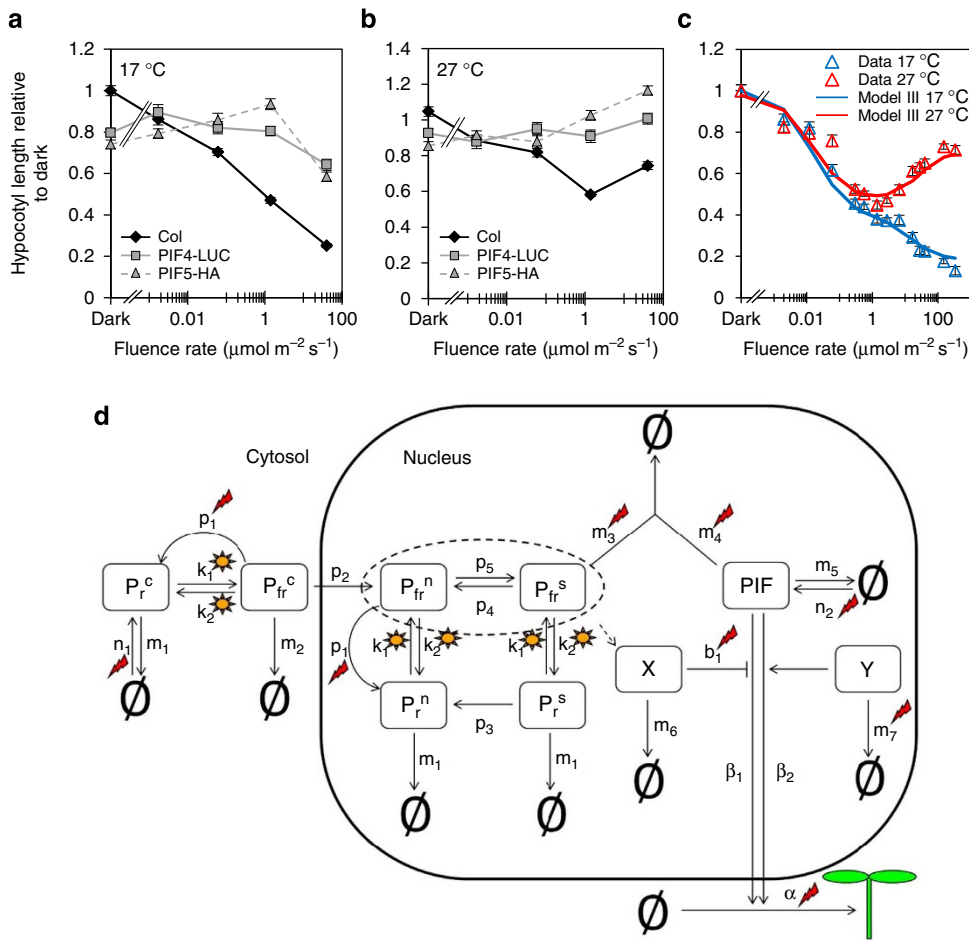 a
b
c
Hypocotyl length relative
to dark
1.2
1
0.8
0.6
0.4
0.2
0
17 °C
Col
PIF4-LUC
PIF5-HA
Dark
0.01
1
100
Fluence rate (μmol m⁻² s⁻¹)
1.4
1.2
1
0.8
0.6
0.4
0.2
0
27 °C
Col
PIF4-LUC
PIF5-HA
Dark
0.01
1
100
Fluence rate (μmol m⁻² s⁻¹)
1.2
1
0.8
0.6
0.4
0.2
0
Data 17 °C
Data 27 °C
Model III 17 °C
Model III 27 °C
Dark
0.01
1
100
Fluence rate (μmol m⁻² s⁻¹)
d
Cytosol
Nucleus
Ø
p₁
m₃
m₄
Pᵣᶜ
k₁
k₂
P_fr^c
p₂
P_fr^n
p₅
p₄
P_fr^s
PIF
m₅
n₂
Ø
n₁
m₁
m₂
p₁
k₁
k₂
k₁
k₂
X
b₁
Y
Ø
Ø
P_r^n
p₃
P_r^s
m₁
m₁
m₆
m₇
Ø
Ø
Ø
Ø
β₁
β₂
Ø
α